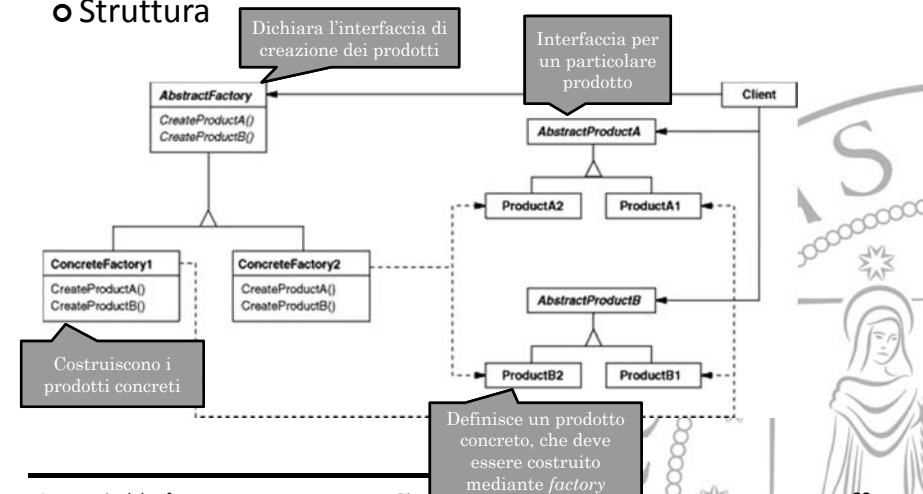 Struttura
Dichiara l'interfaccia di
creazione dei prodotti
Interfaccia per
un particolare
prodotto
AbstractFactory
CreateProductA()
CreateProductB()
Client
AbstractProductA
ProductA2
ProductA1
ConcreteFactory1
CreateProductA()
CreateProductB()
ConcreteFactory2
CreateProductA()
CreateProductB()
AbstractProductB
ProductB2
ProductB1
Costruiscono i
prodotti concreti
Definisce un prodotto
concreto, che deve
essere costruito
mediante factory
AS